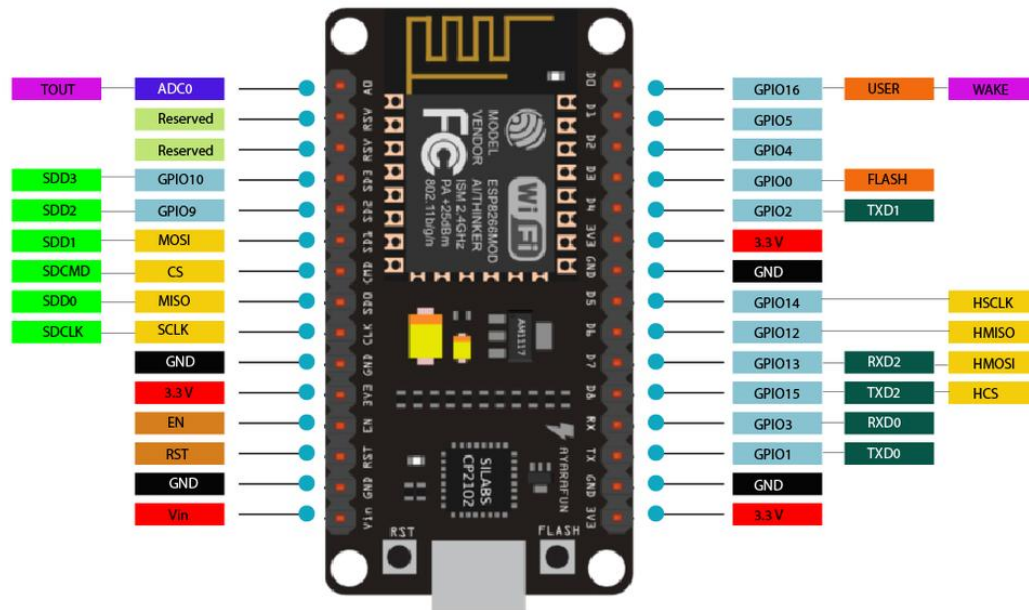 TOUT ADC0 A0 D0 GPIO16 USER WAKE
Reserved RSV D1 GPIO5
Reserved RSV D2 GPIO4
SDD3 GPIO10 SD3 D3 GPIO0 FLASH
SDD2 GPIO9 SD2 D4 GPIO2 TXD1
SDD1 MOSI SD1 3V3 3.3 V
SDCMD CS CMD GND GND
SDD0 MISO SD0 D5 GPIO14 HSCLK
SDCLK SCLK CLK D6 GPIO12 HMISO
GND GND D7 GPIO13 RXD2 HMOSI
3.3 V 3V3 D8 GPIO15 TXD2 HCS
EN EN RX GPIO3 RXD0
RST RST TX GPIO1 TXD0
GND GND GND GND
Vin Vin 3V3 3.3 V
MODEL ESP8266MOD
VENDOR AI/THINKER
ISM 2.4GHz
PA +25dBm
802.11b/g/n
FC
Wi Fi
AM1117
SILABS
CP2102
AYARAFUN
RST
FLASH